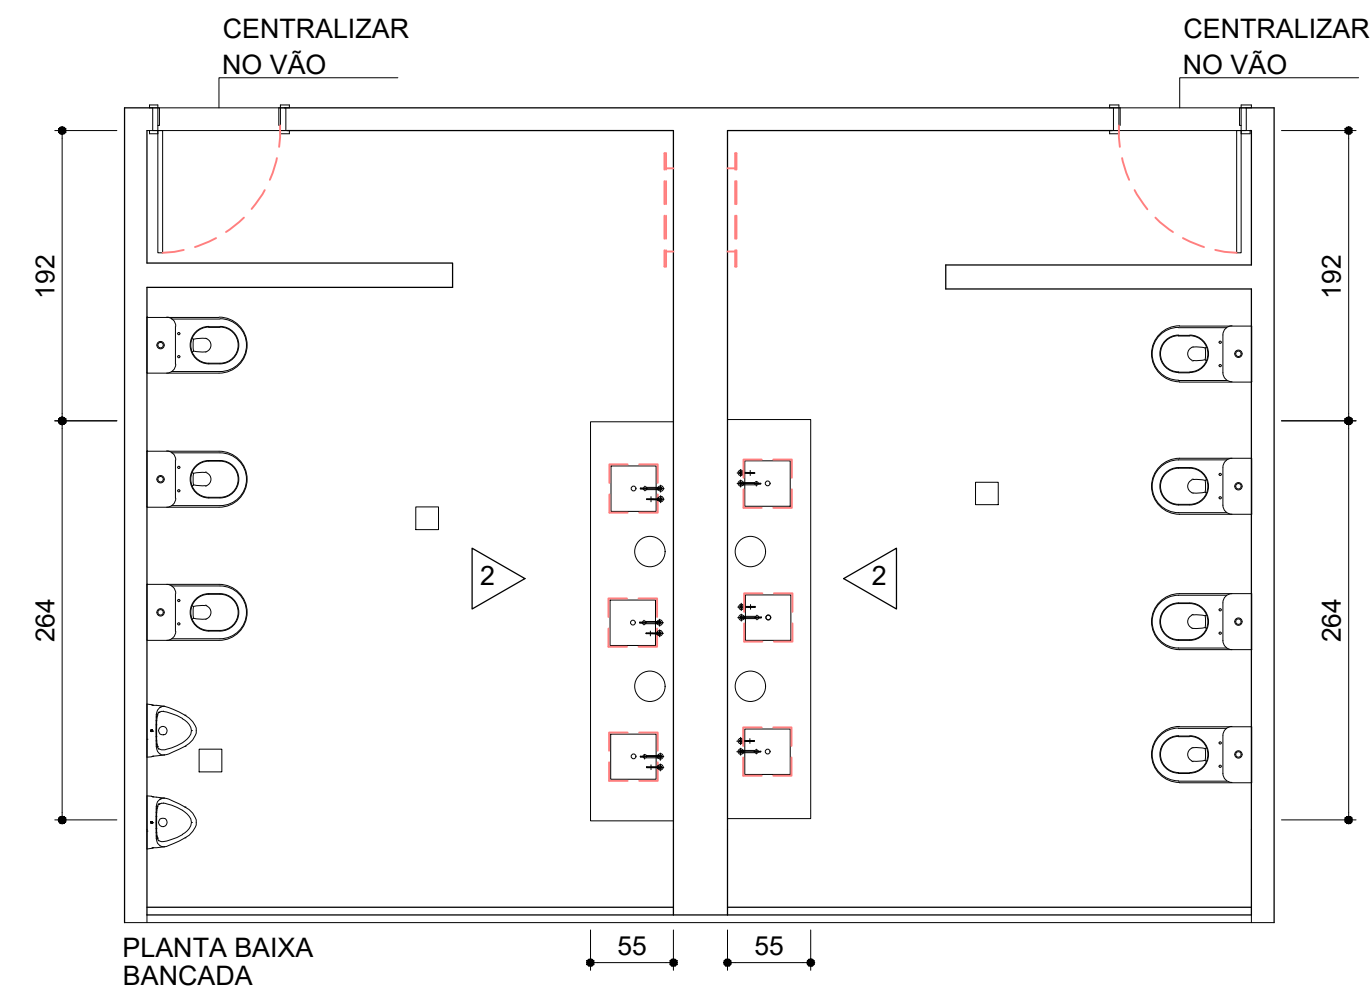 CENTRALIZAR
NO VÃO
CENTRALIZAR
NO VÃO
192
192
2
2
264
264
55
55
PLANTA BAIXA
BANCADA